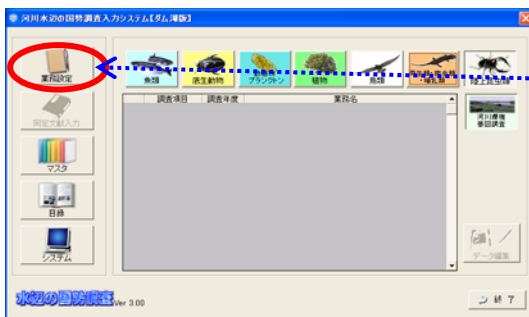 河川水辺の国勢調査入力システム【ダム湖版】
業務設定
同定文献入力
マスタ
目録
システム
魚類
底生動物
動植物
プランクトン
植物
鳥類
・哺乳類
陸上昆虫類
河川環境
基図調査
調査項目 調査年度 業務名
データ編集
水辺の国勢調査 Ver 3.00
終了